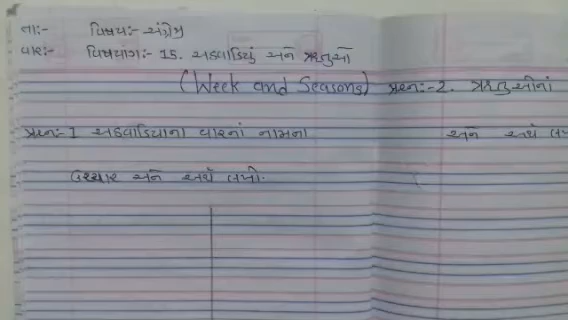 તા:- વિષય:- અંગ્રેજી
વાર:- વિષયાંગ:- 15. અઠવાડિયું અને ઋતુઓ
(Week and Seasons)
પ્રશ્ન:-1 અઠવાડિયાના વારનાં નામના
ઉચ્ચાર અને અર્થ લખો.
પ્રશ્ન:-2. ઋતુઓનાં
અને અર્થ